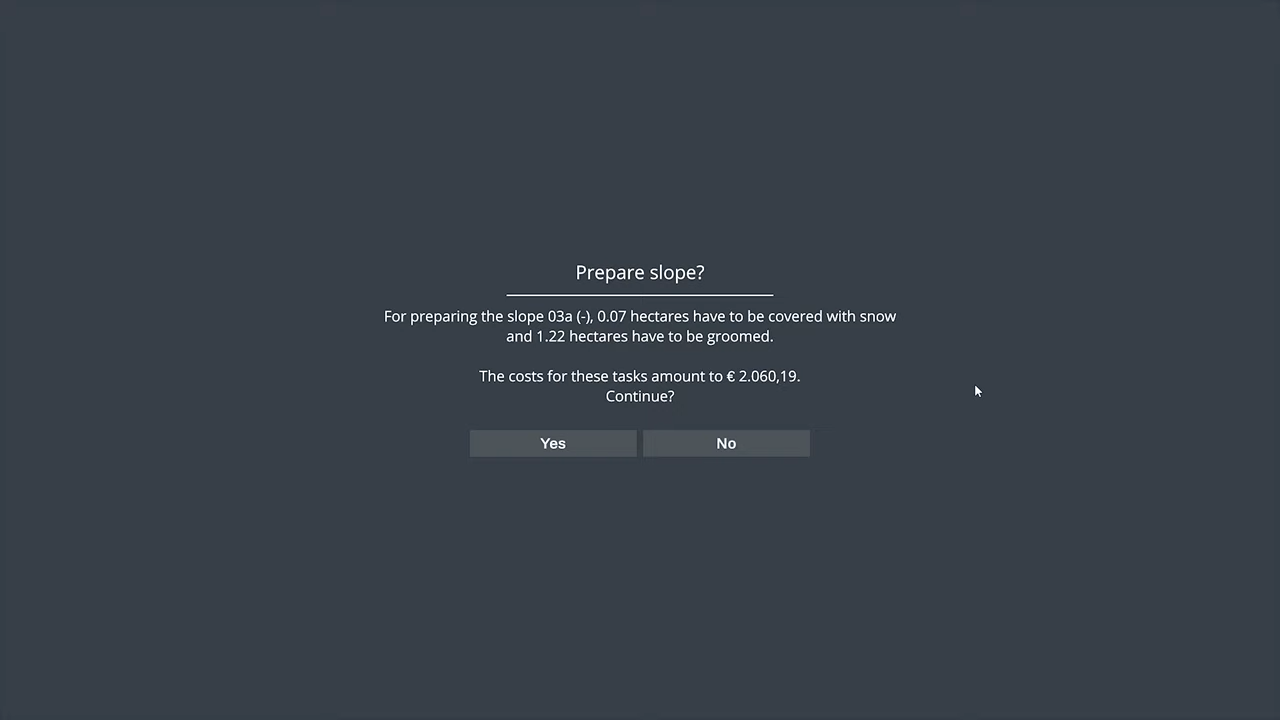 Prepare slope?
For preparing the slope 03a (-), 0.07 hectares have to be covered with snow
and 1.22 hectares have to be groomed.
The costs for these tasks amount to € 2.060,19.
Continue?
Yes No